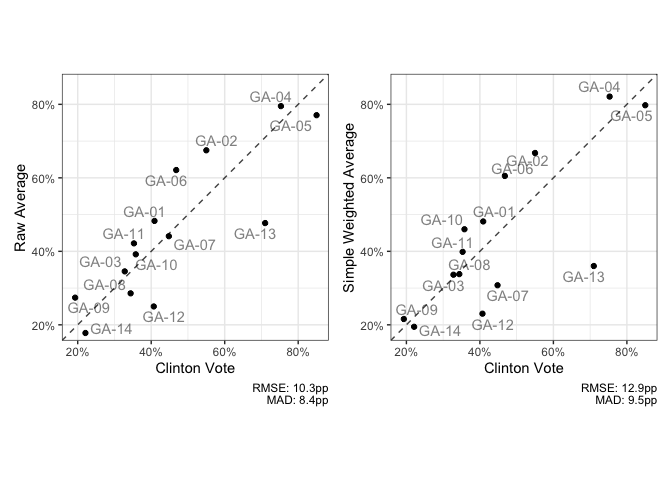 Raw Average
80%
60%
40%
20%
GA-04
GA-05
GA-02
GA-06
GA-01
GA-11
GA-07
GA-13
GA-03
GA-10
GA-08
GA-09
GA-12
GA-14
20% 40% 60% 80%
Clinton Vote
RMSE: 10.3pp
MAD: 8.4pp
Simple Weighted Average
80%
60%
40%
20%
GA-04
GA-05
GA-02
GA-06
GA-10
GA-01
GA-11
GA-08
GA-13
GA-03
GA-07
GA-09
GA-12
GA-14
20% 40% 60% 80%
Clinton Vote
RMSE: 12.9pp
MAD: 9.5pp